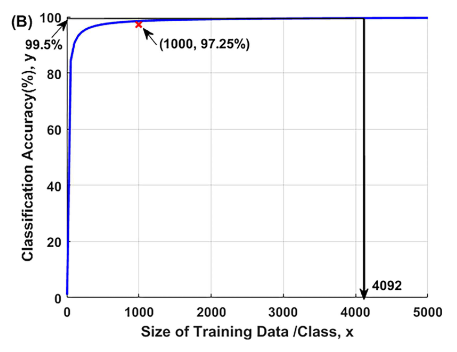 (B)
100
99.5%
(1000, 97.25%)
80
60
40
20
0
Classification Accuracy(%), y
4092
0 1000 2000 3000 4000 5000
Size of Training Data /Class, x